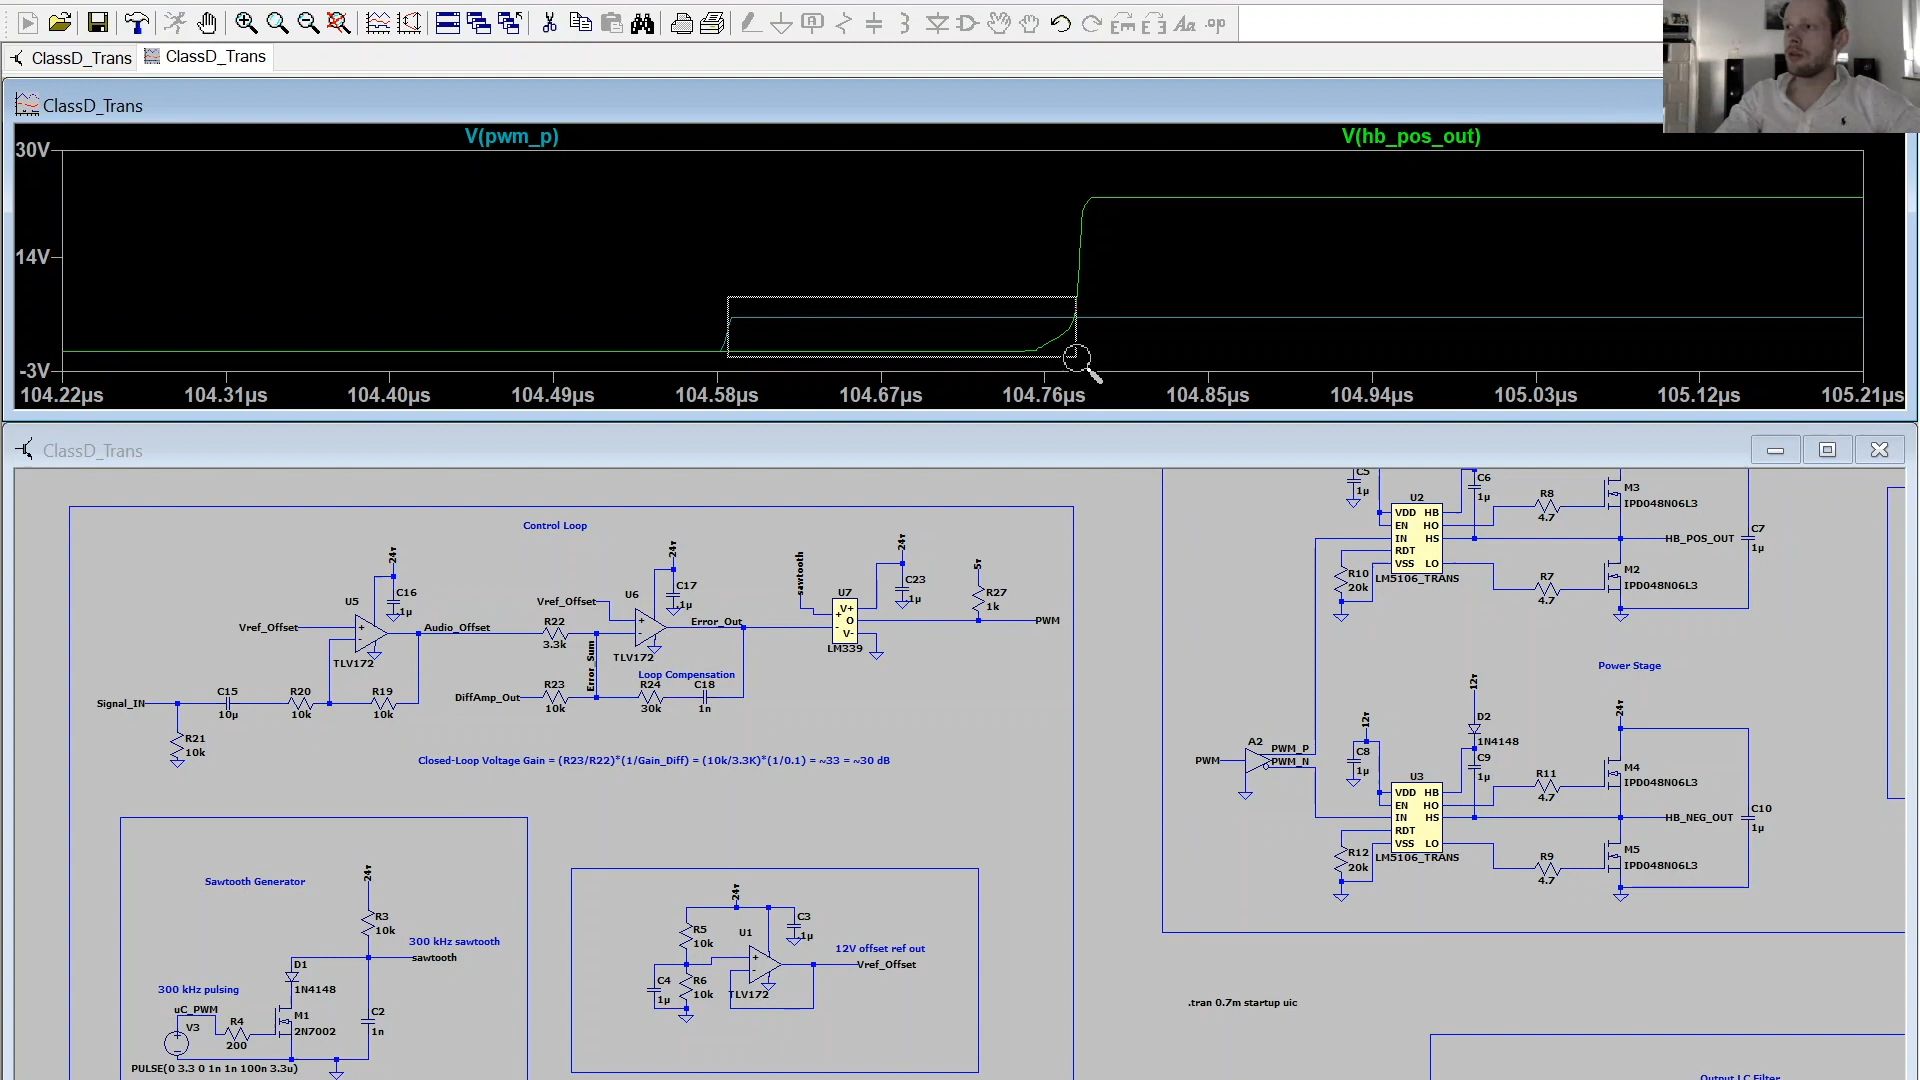 ClassD_Trans
ClassD_Trans
ClassD_Trans
V(pwm_p)
V(hb_pos_out)
30V
14V
-3V
104.22µs
104.31µs
104.40µs
104.49µs
104.58µs
104.67µs
104.76µs
104.85µs
104.94µs
105.03µs
105.12µs
105.21µs
ClassD_Trans
Control Loop
24v
U5
C16
.1µ
Vref_Offset
TLV172
Audio_Offset
Signal_IN
C15
10µ
R20
10k
R19
10k
R21
10k
24v
U6
C17
.1µ
Vref_Offset
R22
3.3k
TLV172
Error_Out
Error_Sum
Loop Compensation
DiffAmp_Out
R23
10k
R24
30k
C18
1n
sawtooth
24v
U7
C23
.1µ
V+
O
V-
LM339
5v
R27
1k
PWM
Closed-Loop Voltage Gain = (R23/R22)*(1/Gain_Diff) = (10k/3.3K)*(1/0.1) = ~33 = ~30 dB
Sawtooth Generator
24v
R3
10k
300 kHz sawtooth
sawtooth
D1
1N4148
300 kHz pulsing
uC_PWM
V3
R4
200
M1
2N7002
C2
1n
PULSE(0 3.3 0 1n 1n 100n 3.3u)
24v
R5
10k
U1
C3
.1µ
12V offset ref out
Vref_Offset
C4
1µ
R6
10k
TLV172
C5
1µ
C6
1µ
U2
VDD HB
EN HO
IN HS
RDT
VSS LO
LM5106_TRANS
R10
20k
R8
4.7
R7
4.7
M3
IPD048N06L3
M2
IPD048N06L3
HB_POS_OUT
C7
1µ
Power Stage
12v
D2
1N4148
12v
C8
1µ
C9
1µ
PWM
A2
PWM_P
PWM_N
U3
VDD HB
EN HO
IN HS
RDT
VSS LO
LM5106_TRANS
R12
20k
R11
4.7
R9
4.7
24v
M4
IPD048N06L3
M5
IPD048N06L3
HB_NEG_OUT
C10
1µ
.tran 0.7m startup uic
Output LC Filter